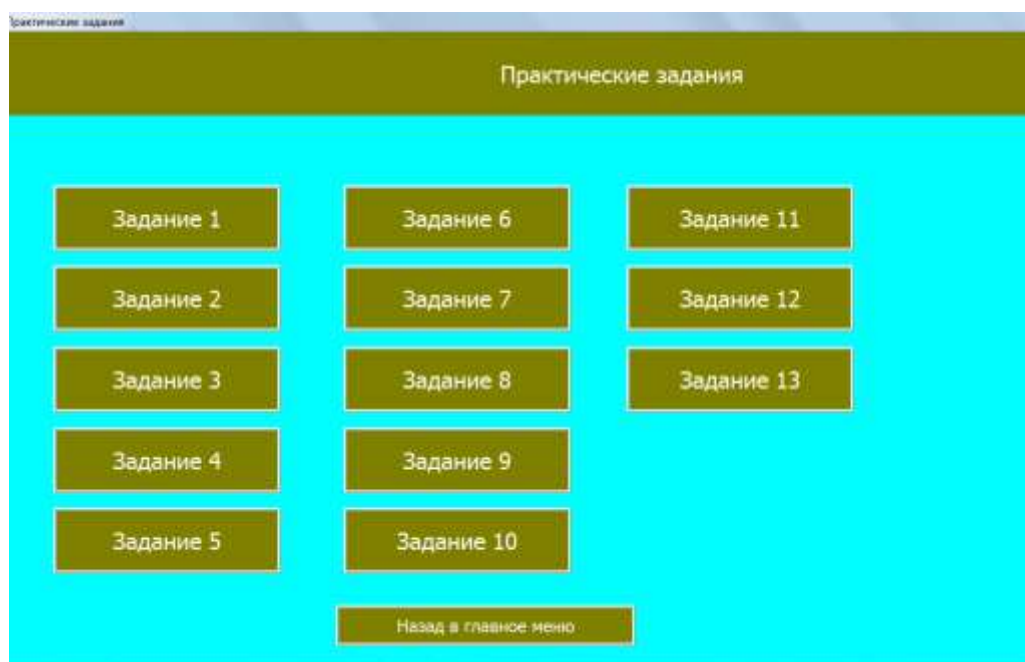 Практические задания
Практические задания
Задание 1
Задание 2
Задание 3
Задание 4
Задание 5
Задание 6
Задание 7
Задание 8
Задание 9
Задание 10
Задание 11
Задание 12
Задание 13
Назад в главное меню